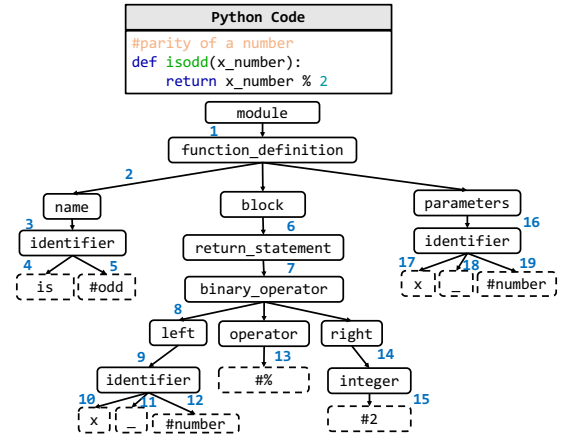 Python Code
#parity of a number
def isodd(x_number):
    return x_number % 2
module
1
function_definition
2
name
block
parameters
3
6
16
identifier
return_statement
identifier
4
5
7
17
18
19
is
#odd
binary_operator
x
_
#number
8
left
operator
right
9
13
14
identifier
#%
integer
10
11
12
15
x
_
#number
#2